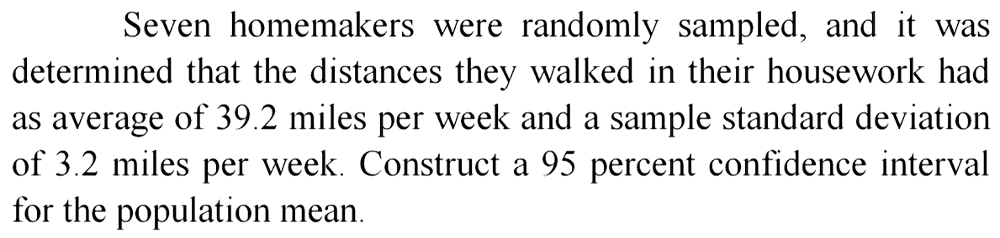 Seven homemakers were randomly sampled, and it was
determined that the distances they walked in their housework had
as average of 39.2 miles per week and a sample standard deviation
of 3.2 miles per week. Construct a 95 percent confidence interval
for the population mean.